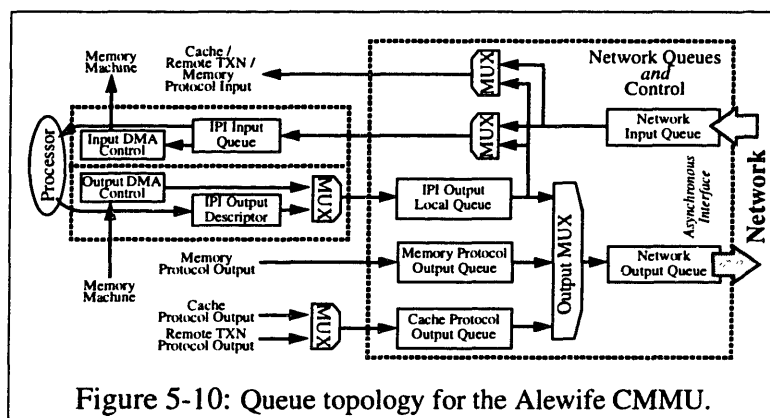 Memory
Machine
Cache /
Remote TXN /
Memory
Protocol Input
MUX
Network Queues
and
Control
Processor
Input DMA
Control
IPI Input
Queue
MUX
Network
Input Queue
Output DMA
Control
IPI Output
Descriptor
MUX
IPI Output
Local Queue
Output MUX
Asynchronous
Interface
Network
Memory
Machine
Memory
Protocol Output
Memory Protocol
Output Queue
Network
Output Queue
Cache
Protocol Output
Remote TXN
Protocol Output
MUX
Cache Protocol
Output Queue
Figure 5-10: Queue topology for the Alewife CMMU.